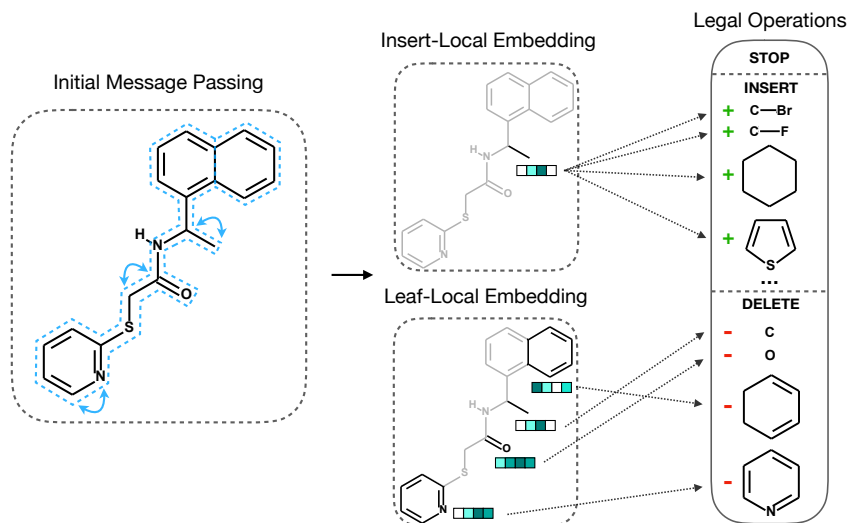 Legal Operations
Insert-Local Embedding
Initial Message Passing
STOP
INSERT
+ C—Br
+ C—F
+
+
S
...
H
N
O
S
N
H
N
O
S
N
Leaf-Local Embedding
DELETE
- C
- O
-
-
N
H
N
O
S
N